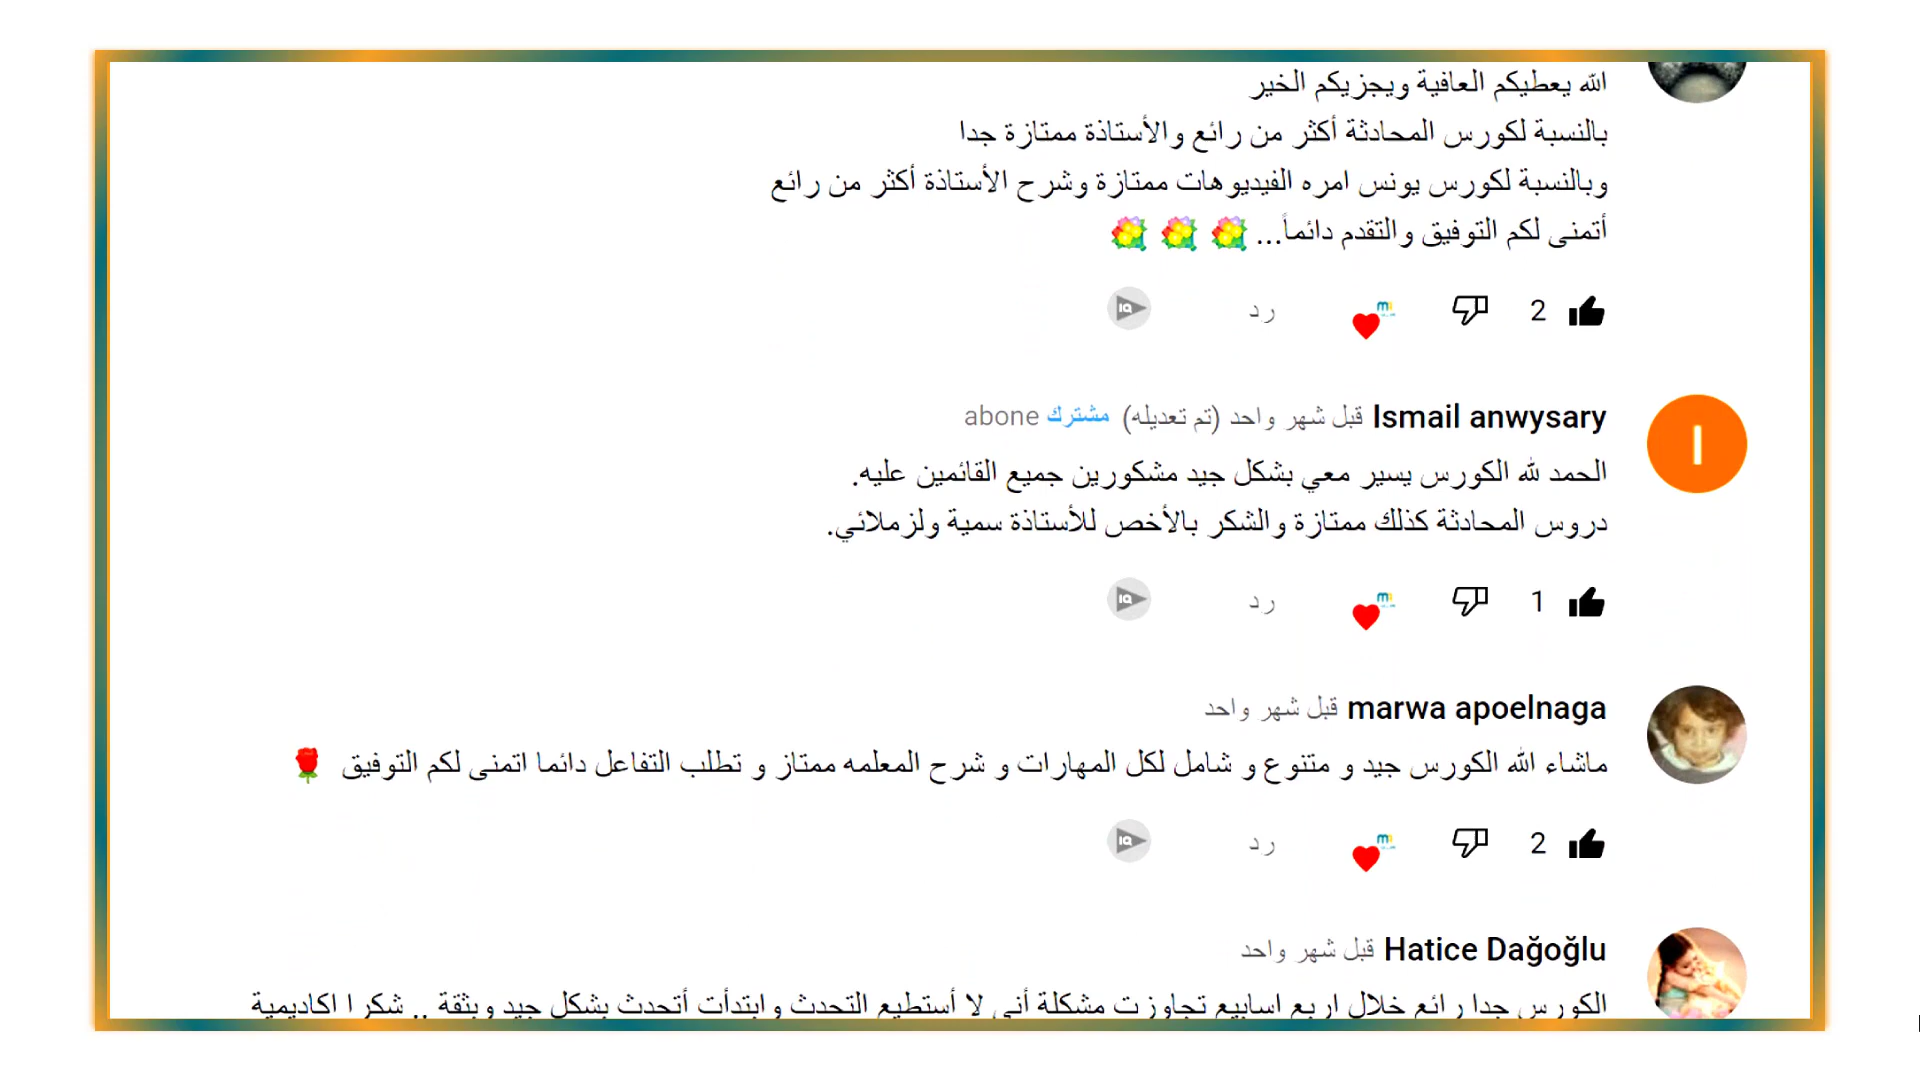 الله يعطيكم العافية ويجزيكم الخير
بالنسبة لكورس المحادثة أكثر من رائع والأستاذة ممتازة جدا
وبالنسبة لكورس يونس امره الفيديوهات ممتازة وشرح الأستاذة أكثر من رائع
أتمنى لكم التوفيق والتقدم دائماً... 💐 💐 💐
2 رد IQ
Ismail anwysary قبل شهر واحد (تم تعديله) مشترك abone
الحمد لله الكورس يسير معي بشكل جيد مشكورين جميع القائمين عليه.
دروس المحادثة كذلك ممتازة والشكر بالأخص للأستاذة سمية ولزملائي.
1 رد IQ
marwa apoelnaga قبل شهر واحد
ماشاء الله الكورس جيد و متنوع و شامل لكل المهارات و شرح المعلمه ممتاز و تطلب التفاعل دائما اتمنى لكم التوفيق 🌹
2 رد IQ
Hatice Dağoğlu قبل شهر واحد
الكورس جدا رائع خلال اربع اسابيع تجاوزت مشكلة أني لا أستطيع التحدث وابتدأت أتحدث بشكل جيد وبثقة .. شكرا اكاديمية